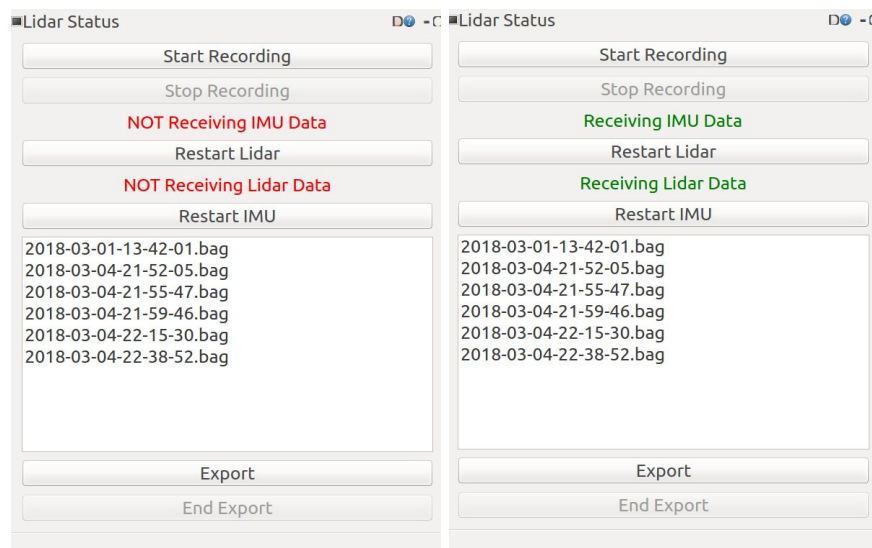 Lidar Status
D? -
Start Recording
Stop Recording
NOT Receiving IMU Data
Restart Lidar
NOT Receiving Lidar Data
Restart IMU
2018-03-01-13-42-01.bag
2018-03-04-21-52-05.bag
2018-03-04-21-55-47.bag
2018-03-04-21-59-46.bag
2018-03-04-22-15-30.bag
2018-03-04-22-38-52.bag
Export
End Export
Lidar Status
D? -
Start Recording
Stop Recording
Receiving IMU Data
Restart Lidar
Receiving Lidar Data
Restart IMU
2018-03-01-13-42-01.bag
2018-03-04-21-52-05.bag
2018-03-04-21-55-47.bag
2018-03-04-21-59-46.bag
2018-03-04-22-15-30.bag
2018-03-04-22-38-52.bag
Export
End Export